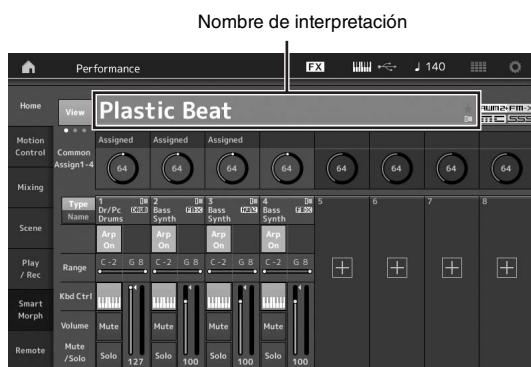 Nombre de interpretación
Performance FX 140
Home View Plastic Beat
Motion Control
Common Assign1-4
Assigned Assigned Assigned
64 64 64 64 64 64 64 64
Mixing
Type Name
1 Dr/Pc Drums
2 Bass Synth
3 Bass Synth
4 Bass Synth
5 6 7 8
Scene
Arp On Arp On Arp On Arp On
Play / Rec
Range C -2 G 8 C -2 G 8 C -2 G 8 C -2 G 8
Smart Morph
Kbd Ctrl
Volume Mute Mute Mute Mute
Remote
Mute /Solo Solo 127 Solo 100 Solo 100 Solo 100